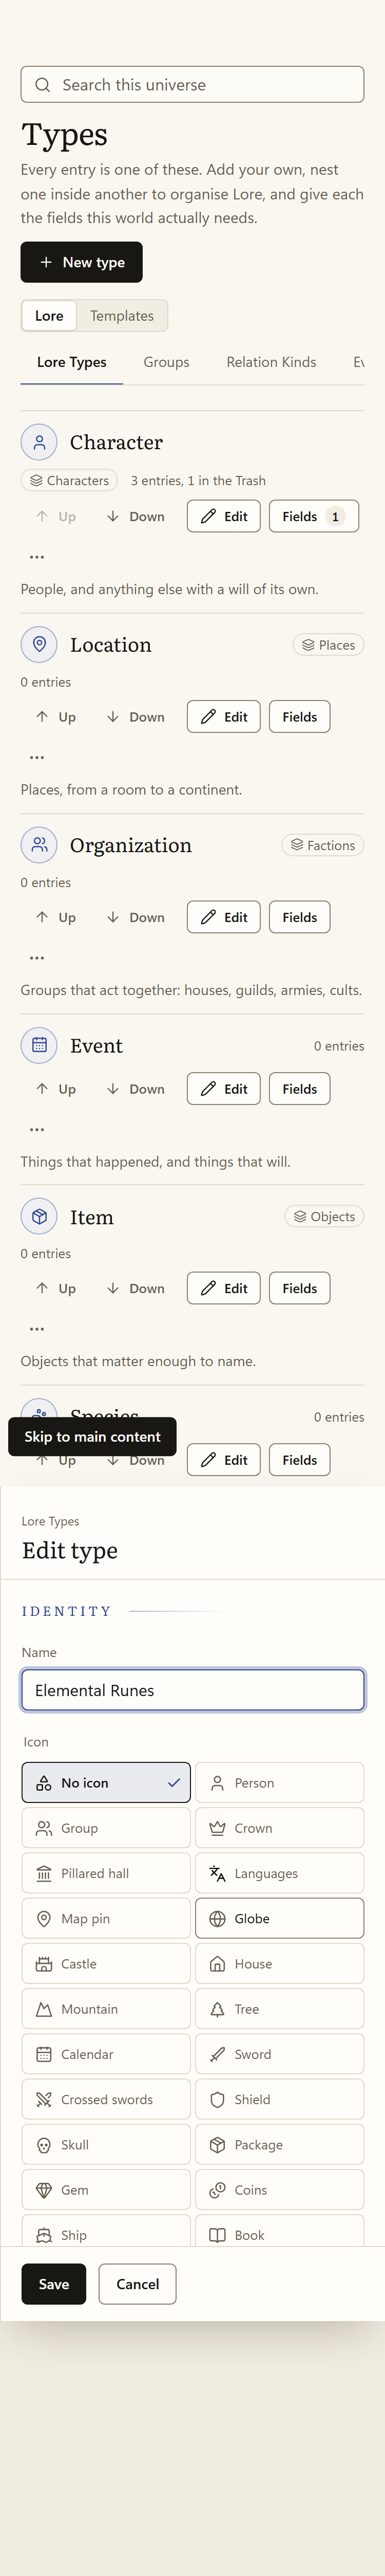 Search this universe
Types
Every entry is one of these. Add your own, nest
one inside another to organise Lore, and give each
the fields this world actually needs.
New type
Lore Templates
Lore Types Groups Relation Kinds
Character
Characters 3 entries, 1 in the Trash
Up Down Edit Fields 1
...
People, and anything else with a will of its own.
Location Places
0 entries
Up Down Edit Fields
...
Places, from a room to a continent.
Organization Factions
0 entries
Up Down Edit Fields
...
Groups that act together: houses, guilds, armies, cults.
Event 0 entries
Up Down Edit Fields
...
Things that happened, and things that will.
Item Objects
0 entries
Up Down Edit Fields
...
Objects that matter enough to name.
Species 0 entries
Skip to main content
Up Down Edit Fields
Lore Types
Edit type
IDENTITY
Name
Elemental Runes
Icon
No icon Person
Group Crown
Pillared hall Languages
Map pin Globe
Castle House
Mountain Tree
Calendar Sword
Crossed swords Shield
Skull Package
Gem Coins
Ship Book
Save Cancel